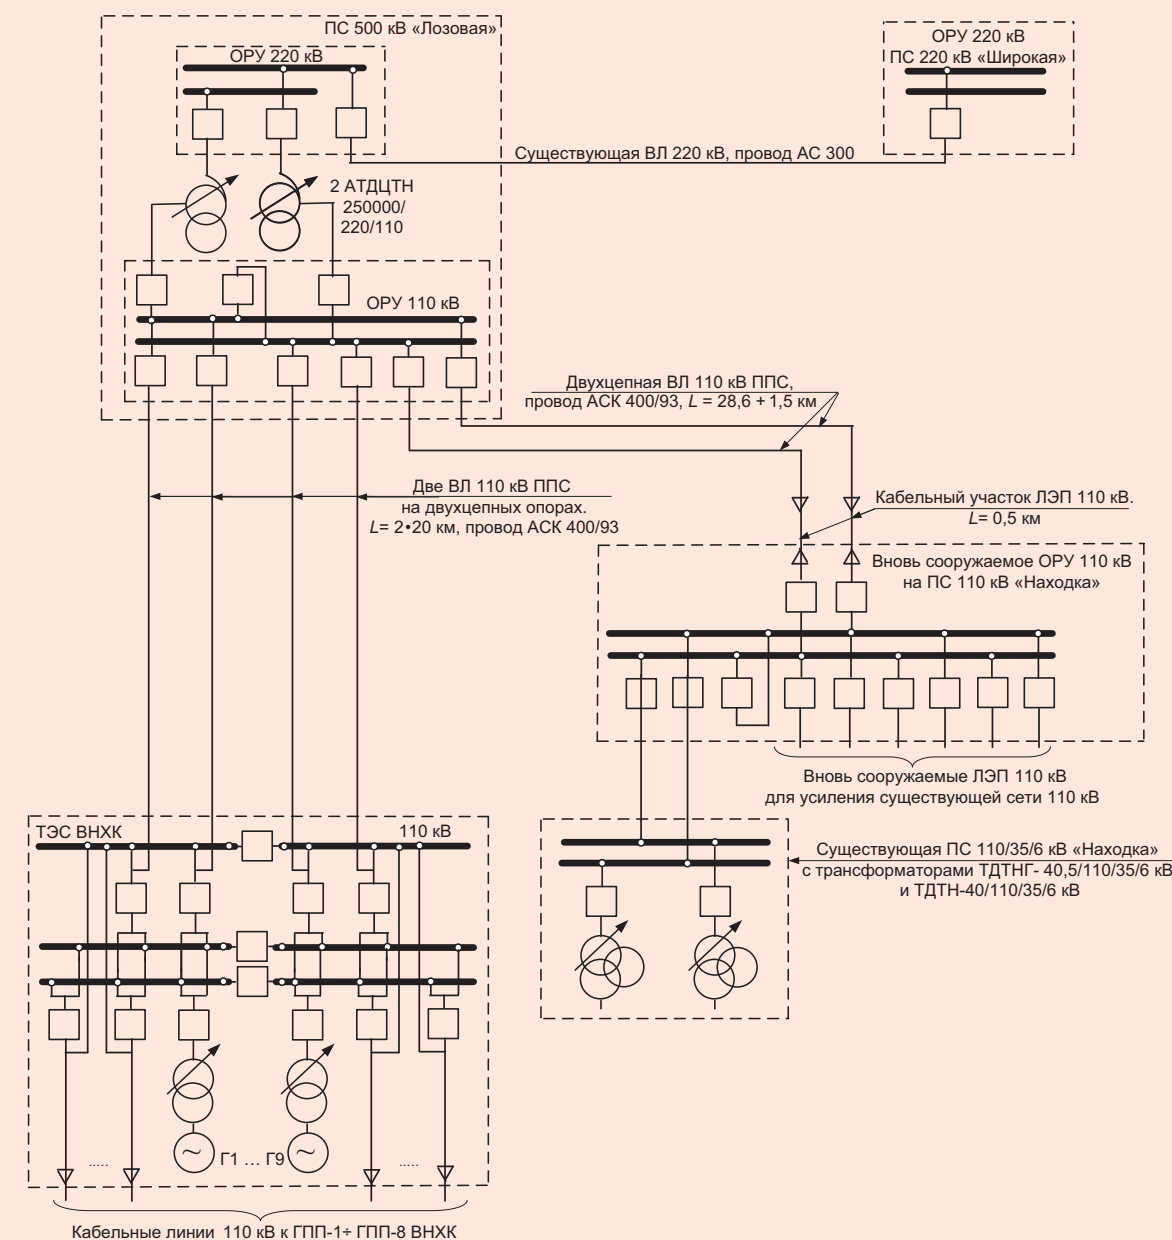 ПС 500 кВ «Лозовая»
ОРУ 220 кВ
ОРУ 220 кВ
ПС 220 кВ «Широкая»
Существующая ВЛ 220 кВ, провод АС 300
2 АТДЦТН
250000/
220/110
ОРУ 110 кВ
Двухцепная ВЛ 110 кВ ППС,
провод АСК 400/93, L = 28,6 + 1,5 км
Две ВЛ 110 кВ ППС
на двухцепных опорах.
L= 2•20 км, провод АСК 400/93
Кабельный участок ЛЭП 110 кВ.
L= 0,5 км
Вновь сооружаемое ОРУ 110 кВ
на ПС 110 кВ «Находка»
Вновь сооружаемые ЛЭП 110 кВ
для усиления существующей сети 110 кВ
ТЭС ВНХК
110 кВ
Существующая ПС 110/35/6 кВ «Находка»
с трансформаторами ТДТНГ- 40,5/110/35/6 кВ
и ТДТН-40/110/35/6 кВ
~ Г1 ... Г9 ~
..... .....
Кабельные линии 110 кВ к ГПП-1÷ ГПП-8 ВНХК